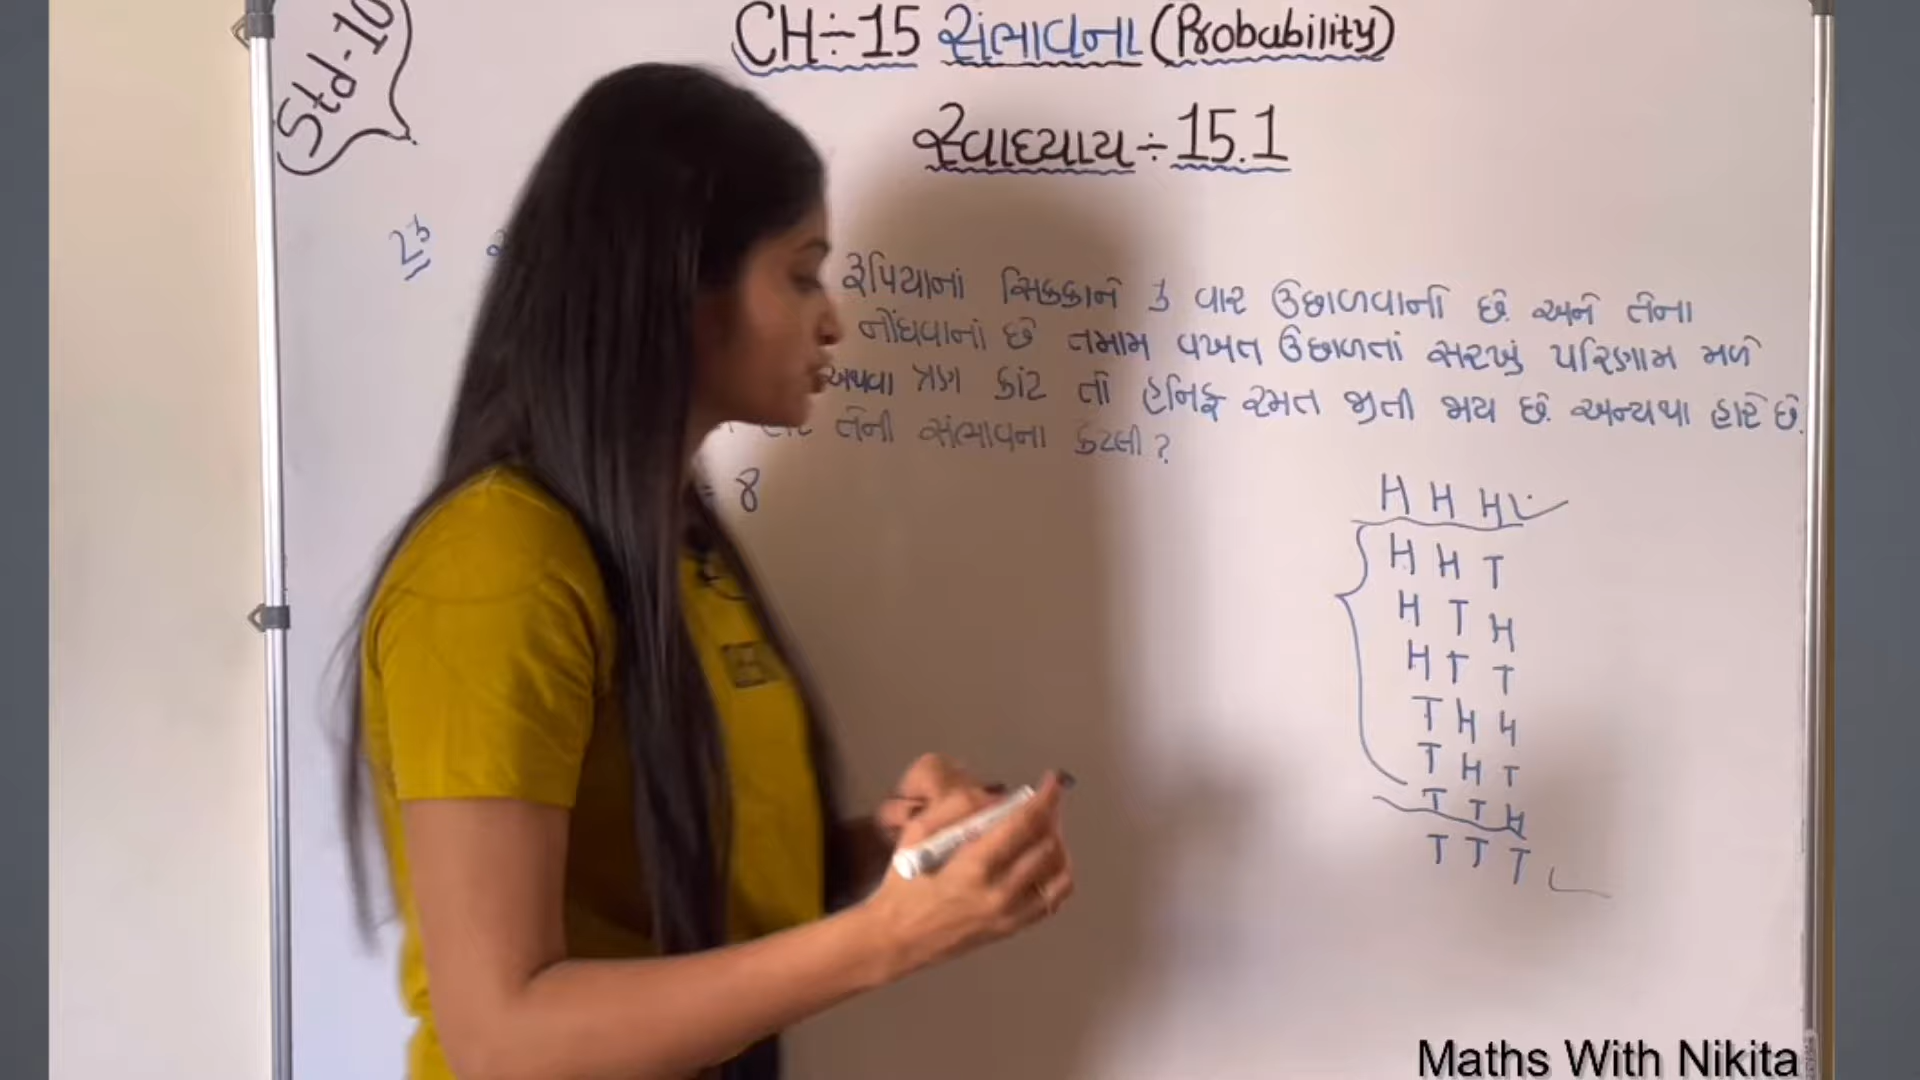 Std-10
CH÷15 સંભાવના (Probability)
સ્વાધ્યાય ÷ 15.1
23
રૂપિયાનાં સિક્કાને 3 વાર ઉછાળવાની છે. અને તેના
નોંધવાનાં છે તમામ વખત ઉછાળતાં સરખું પરિણામ મળે
અથવા ત્રણ કાંટ તો હનિફ રમત જીતી જાય છે. અન્યથા હારે છે.
તેની સંભાવના કેટલી?
= 8
H H H
H H T
H T H
H T T
T H H
T H T
T T H
T T T
Maths With Nikita